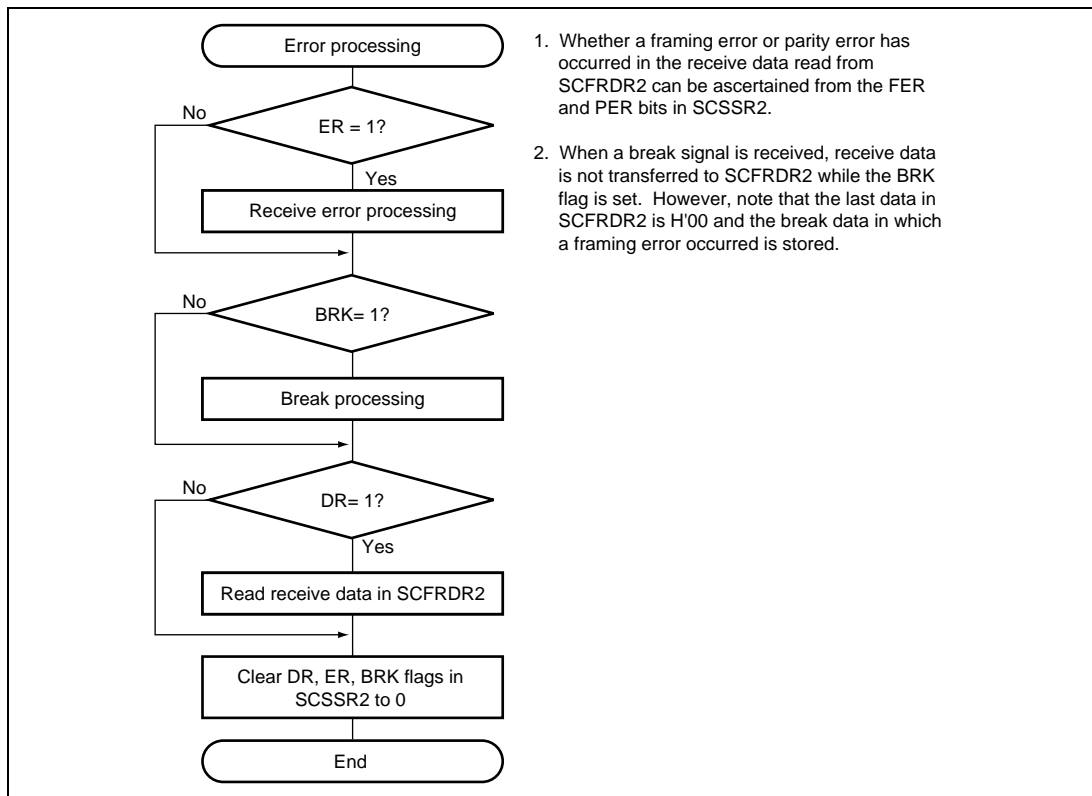 Error processing
No
ER = 1?
Yes
Receive error processing
No
BRK= 1?
Break processing
No
DR= 1?
Yes
Read receive data in SCFRDR2
Clear DR, ER, BRK flags in
SCSSR2 to 0
End
1. Whether a framing error or parity error has
occurred in the receive data read from
SCFRDR2 can be ascertained from the FER
and PER bits in SCSSR2.
2. When a break signal is received, receive data
is not transferred to SCFRDR2 while the BRK
flag is set. However, note that the last data in
SCFRDR2 is H'00 and the break data in which
a framing error occurred is stored.